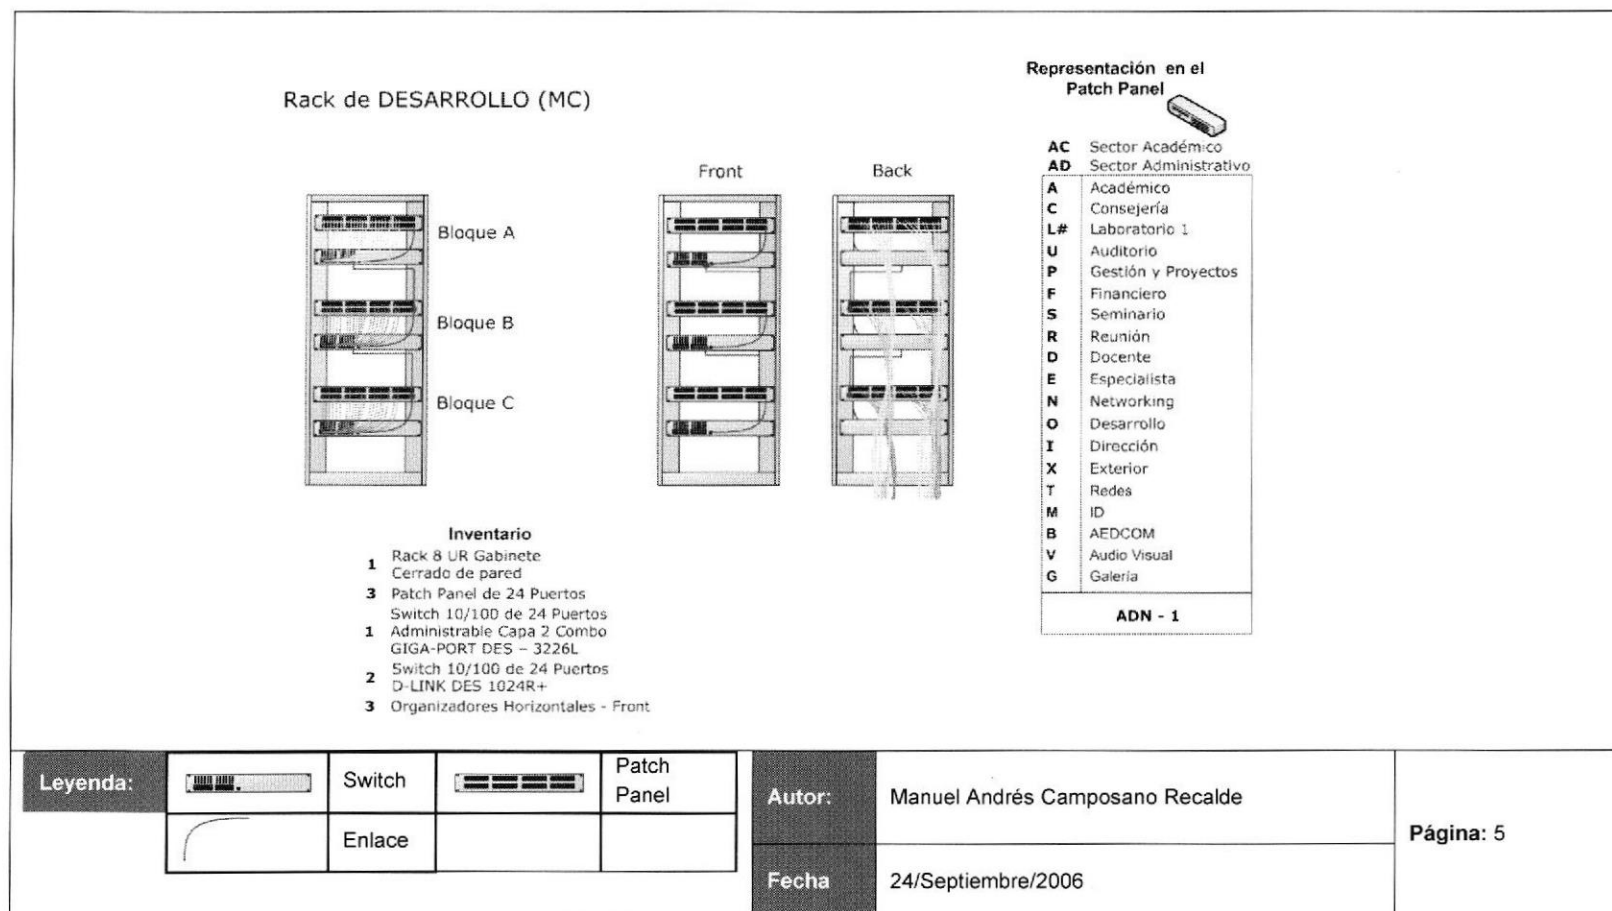 Rack de DESARROLLO (MC)
Bloque A
Bloque B
Bloque C
Front
Back
Representación en el
Patch Panel
AC Sector Académico
AD Sector Administrativo
A Académico
C Consejería
L# Laboratorio 1
U Auditorio
P Gestión y Proyectos
F Financiero
S Seminario
R Reunión
D Docente
E Especialista
N Networking
O Desarrollo
I Dirección
X Exterior
T Redes
M ID
B AEDCOM
V Audio Visual
G Galería
ADN - 1
Inventario
1 Rack 8 UR Gabinete
Cerrado de pared
3 Patch Panel de 24 Puertos
Switch 10/100 de 24 Puertos
1 Administrable Capa 2 Combo
GIGA-PORT DES – 3226L
2 Switch 10/100 de 24 Puertos
D-LINK DES 1024R+
3 Organizadores Horizontales - Front
Leyenda:
Switch
Patch
Panel
Enlace
Autor:
Manuel Andrés Camposano Recalde
Fecha
24/Septiembre/2006
Página: 5